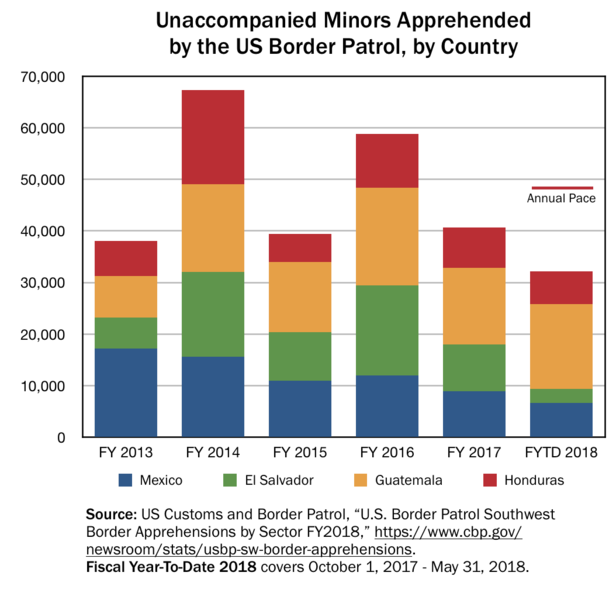 Unaccompanied Minors Apprehended
by the US Border Patrol, by Country
70,000
60,000
50,000
Annual Pace
40,000
30,000
20,000
10,000
0
FY 2013 FY 2014 FY 2015 FY 2016 FY 2017 FYTD 2018
Mexico El Salvador Guatemala Honduras
Source: US Customs and Border Patrol, “U.S. Border Patrol Southwest
Border Apprehensions by Sector FY2018,” https://www.cbp.gov/
newsroom/stats/usbp-sw-border-apprehensions.
Fiscal Year-To-Date 2018 covers October 1, 2017 - May 31, 2018.